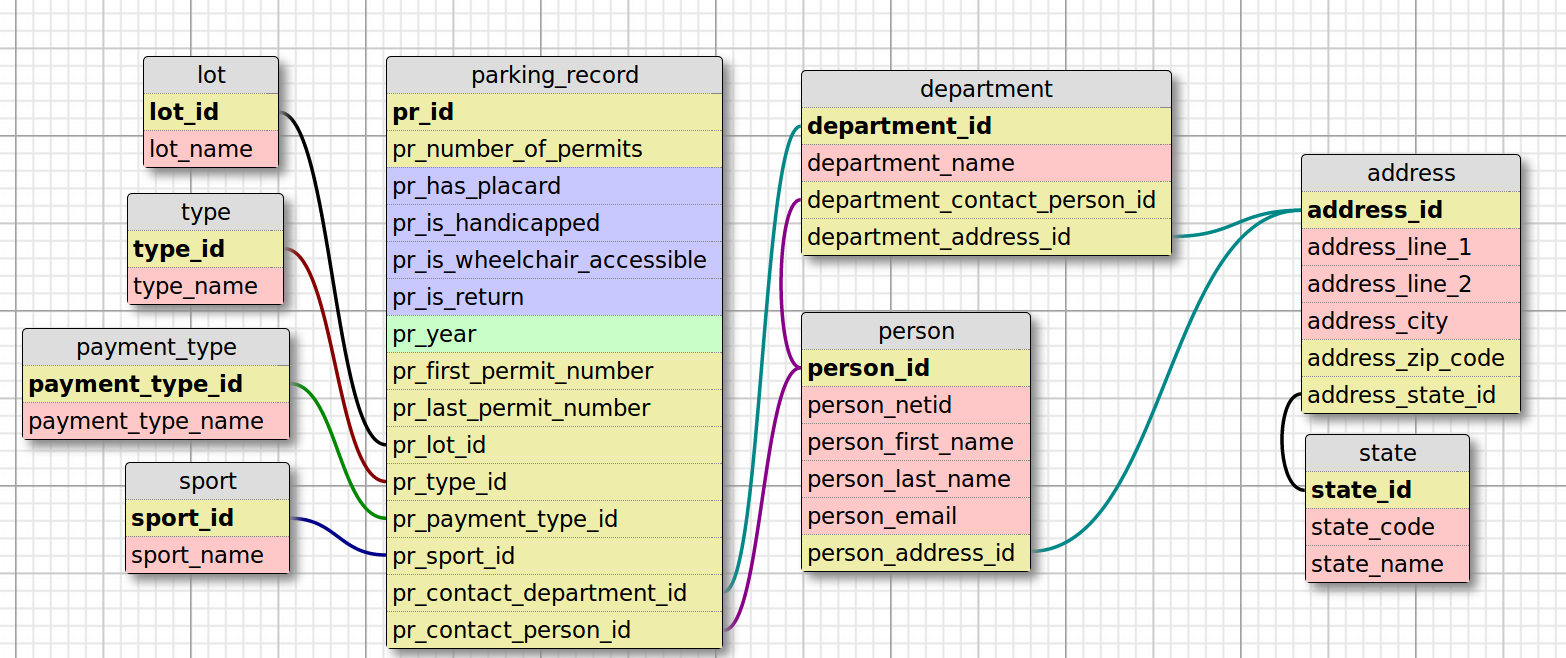 lot
lot_id
lot_name
type
type_id
type_name
payment_type
payment_type_id
payment_type_name
sport
sport_id
sport_name
parking_record
pr_id
pr_number_of_permits
pr_has_placard
pr_is_handicapped
pr_is_wheelchair_accessible
pr_is_return
pr_year
pr_first_permit_number
pr_last_permit_number
pr_lot_id
pr_type_id
pr_payment_type_id
pr_sport_id
pr_contact_department_id
pr_contact_person_id
department
department_id
department_name
department_contact_person_id
department_address_id
person
person_id
person_netid
person_first_name
person_last_name
person_email
person_address_id
address
address_id
address_line_1
address_line_2
address_city
address_zip_code
address_state_id
state
state_id
state_code
state_name